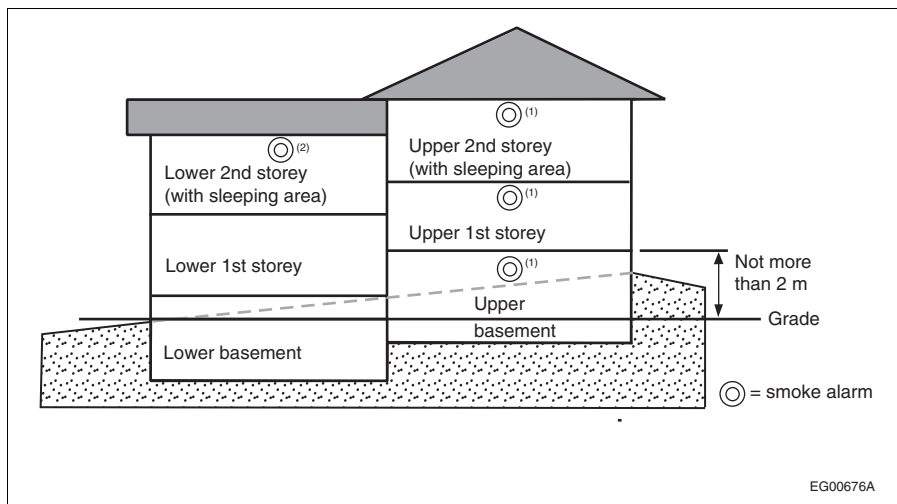 (1)
(2)
Upper 2nd storey
(with sleeping area)
Lower 2nd storey
(with sleeping area)
(1)
Upper 1st storey
Lower 1st storey
(1)
Not more
than 2 m
Upper
basement
Grade
Lower basement
= smoke alarm
EG00676A